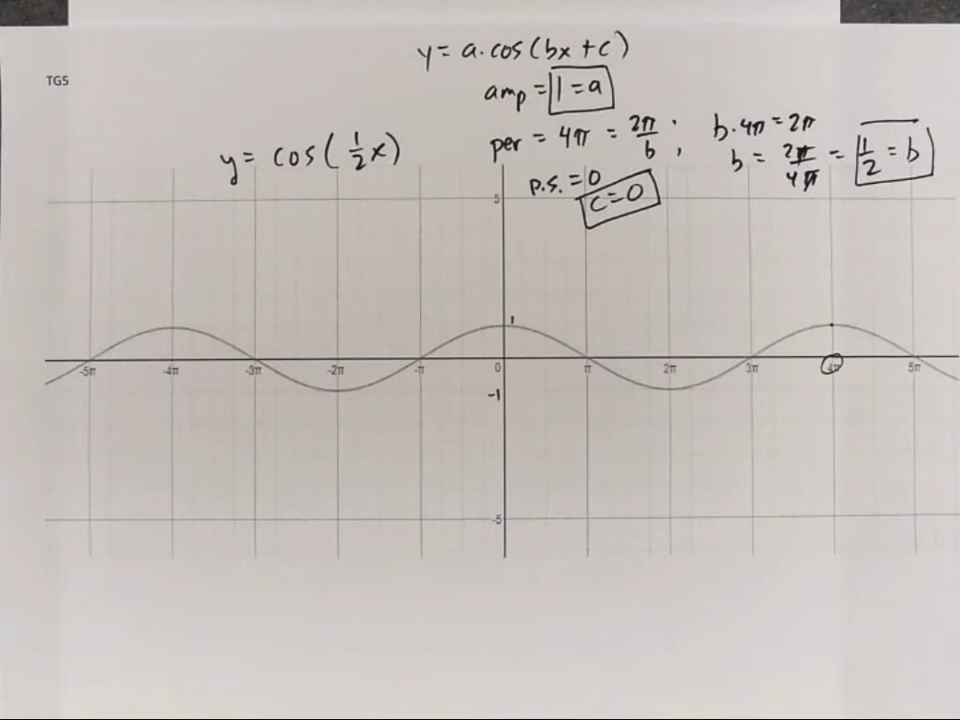 y = a·cos(bx + c)
TG5
amp = 1 = a
y = cos(1/2 x)
per = 4π = 2π/b ; b·4π = 2π
b = 2π/4π = 1/2 = b
p.s. = 0
c = 0
5
1
-5π -4π -3π -2π -π 0 π 2π 3π 4π 5π
-1
-5